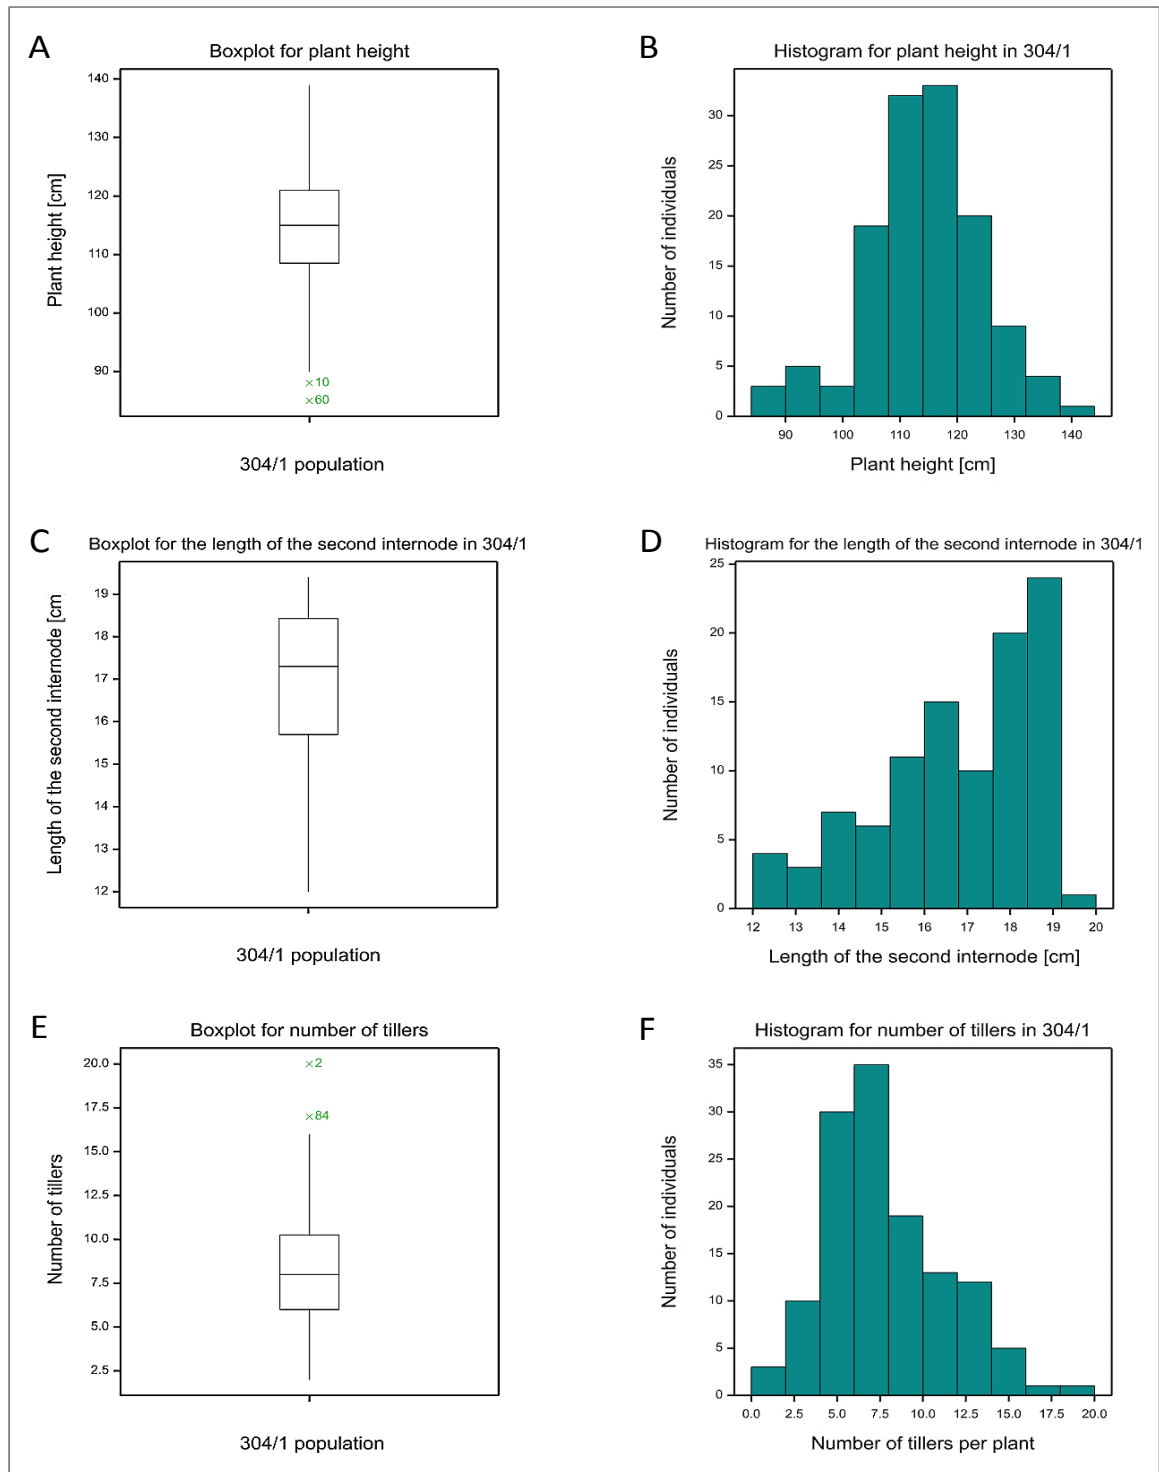 A
Boxplot for plant height
140
130
120
110
100
90
Plant height [cm]
×10
×60
304/1 population
B
Histogram for plant height in 304/1
30
25
20
15
10
5
0
Number of individuals
90 100 110 120 130 140
Plant height [cm]
C
Boxplot for the length of the second internode in 304/1
19
18
17
16
15
14
13
12
Length of the second internode [cm
304/1 population
D
Histogram for the length of the second internode in 304/1
25
20
15
10
5
0
Number of individuals
12 13 14 15 16 17 18 19 20
Length of the second internode [cm]
E
Boxplot for number of tillers
20.0
17.5
15.0
12.5
10.0
7.5
5.0
2.5
Number of tillers
×2
×84
304/1 population
F
Histogram for number of tillers in 304/1
35
30
25
20
15
10
5
0
Number of individuals
0.0 2.5 5.0 7.5 10.0 12.5 15.0 17.5 20.0
Number of tillers per plant